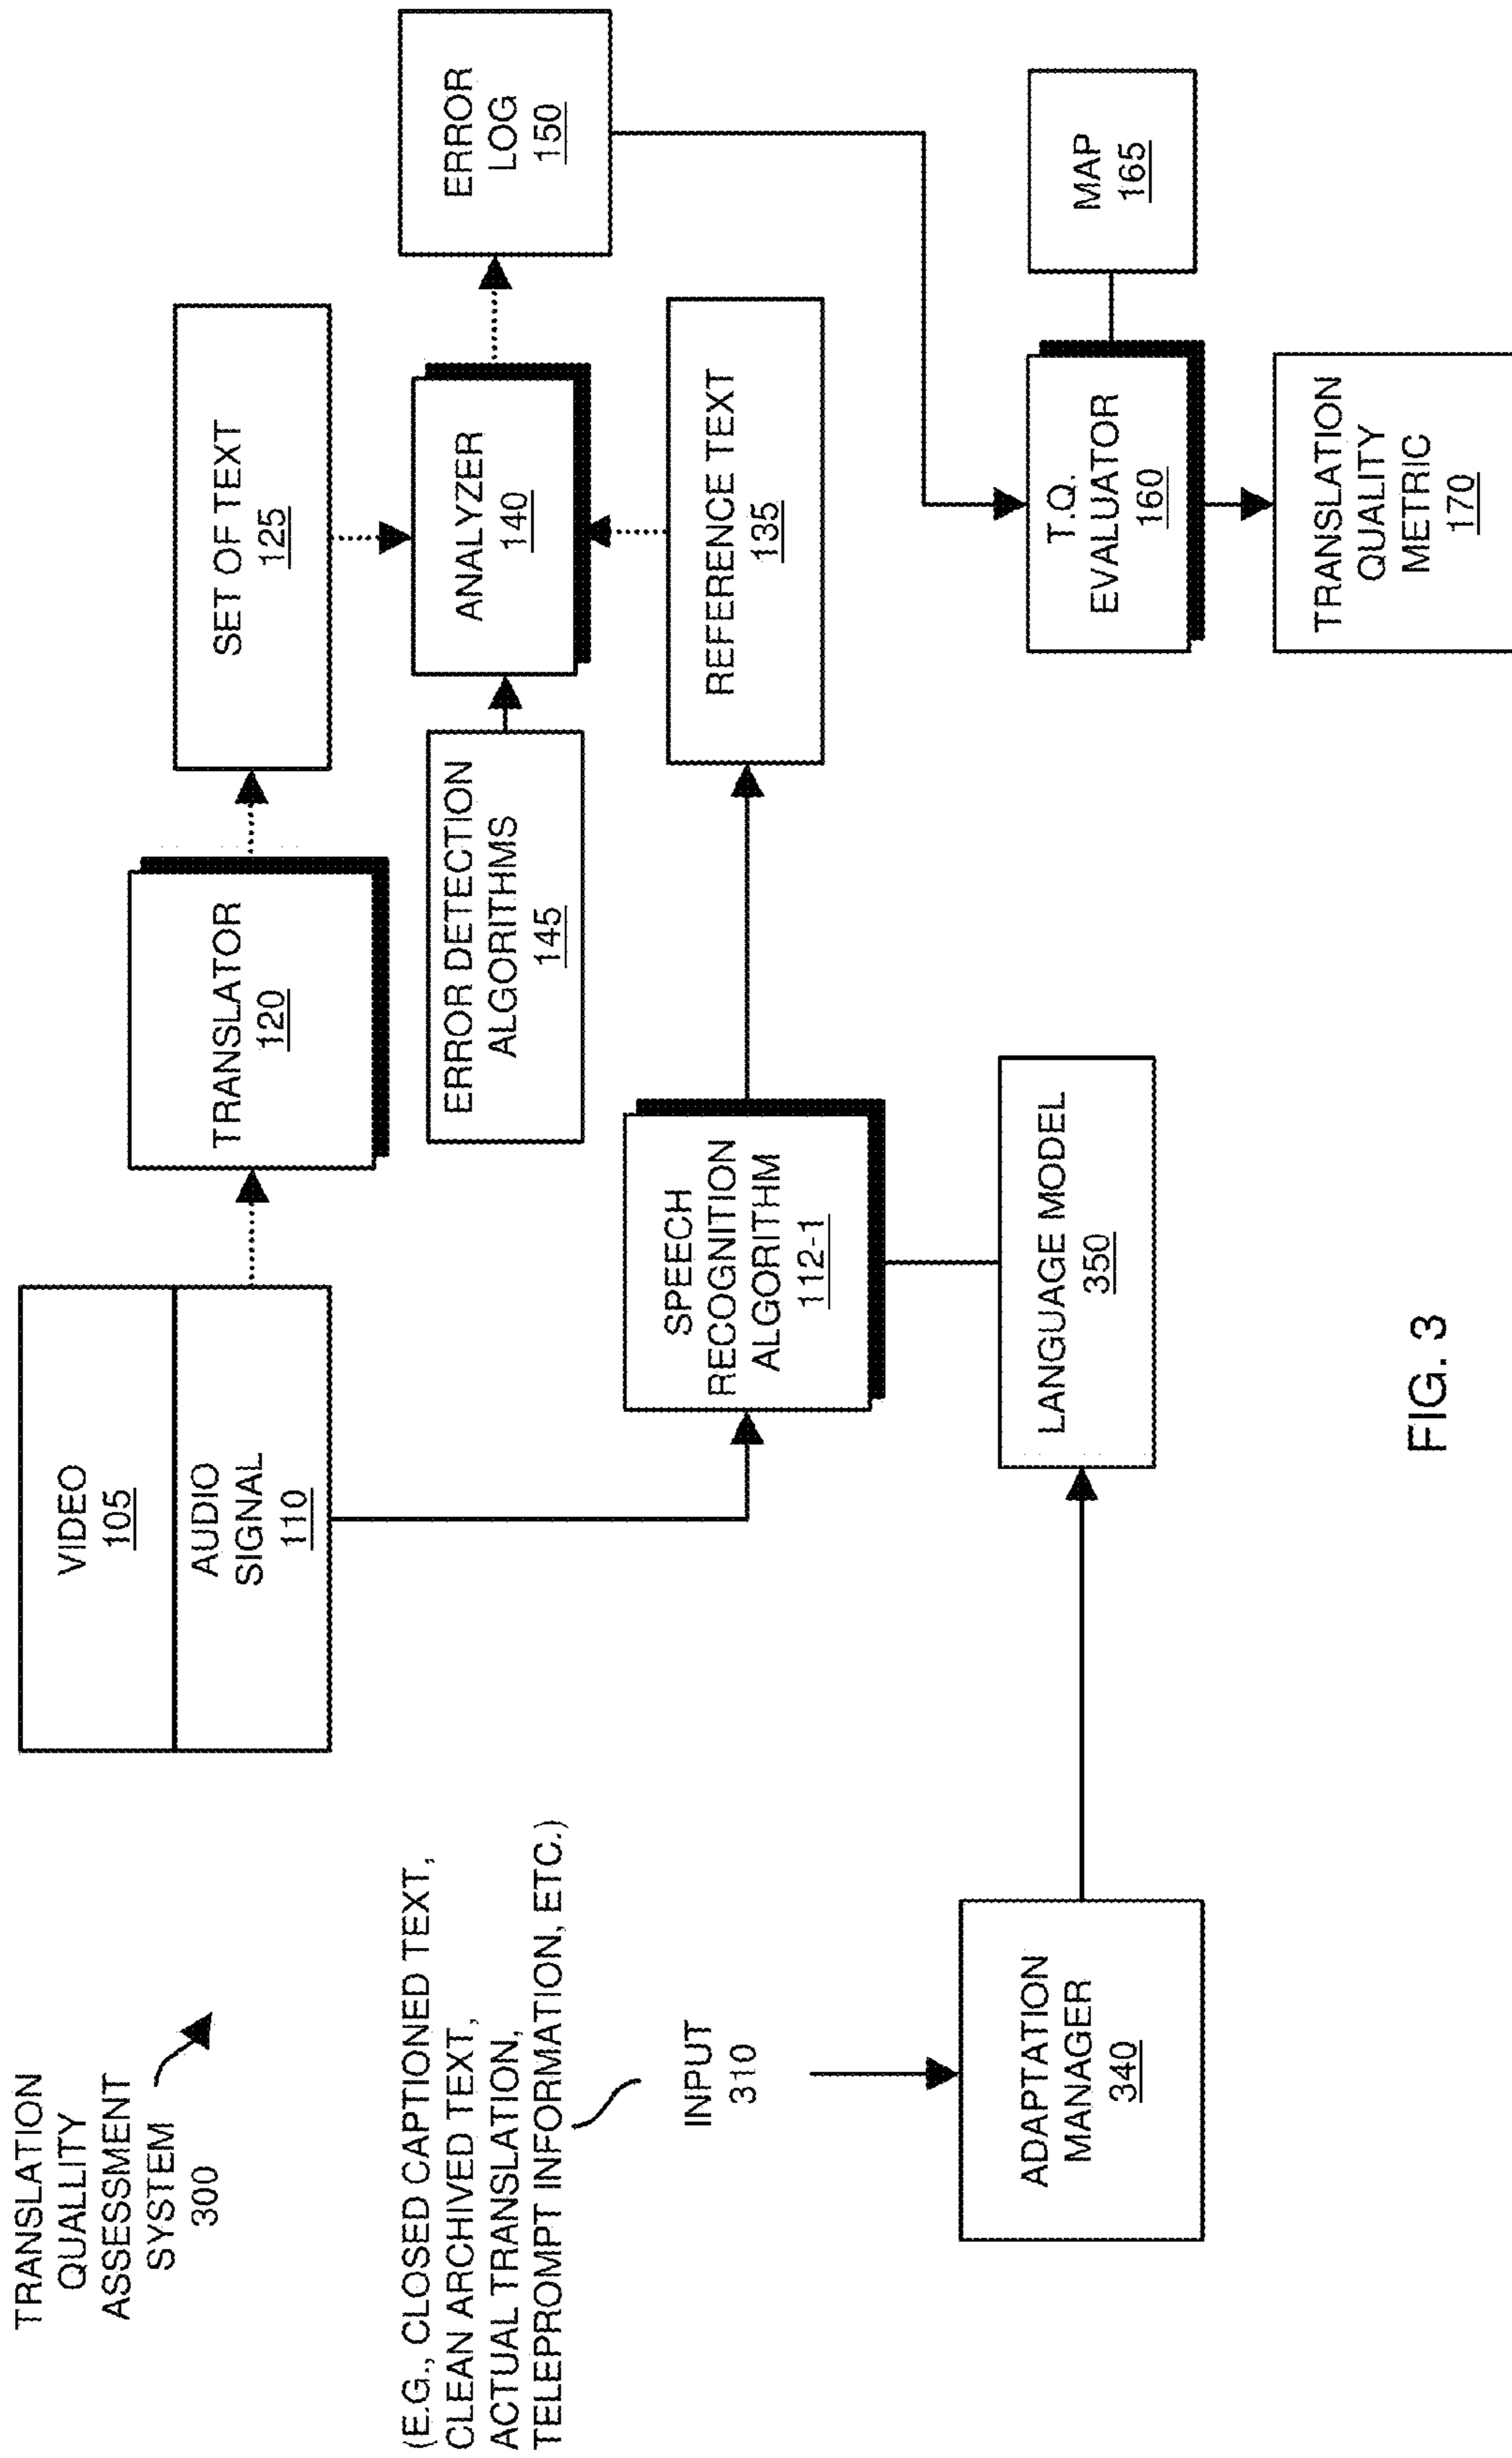 TRANSLATION
QUALLITY
ASSESSMENT
SYSTEM
300
VIDEO
105
AUDIO
SIGNAL
110
TRANSLATOR
120
SET OF TEXT
125
(E.G., CLOSED CAPTIONED TEXT,
CLEAN ARCHIVED TEXT,
ACTUAL TRANSLATION,
TELEPROMPT INFORMATION, ETC.)
ERROR DETECTION
ALGORITHMS
145
ANALYZER
140
ERROR
LOG
150
INPUT
310
SPEECH
RECOGNITION
ALGORITHM
112-1
REFERENCE TEXT
135
ADAPTATION
MANAGER
340
LANGUAGE MODEL
350
T.Q.
EVALUATOR
160
MAP
165
TRANSLATION
QUALITY
METRIC
170
FIG. 3